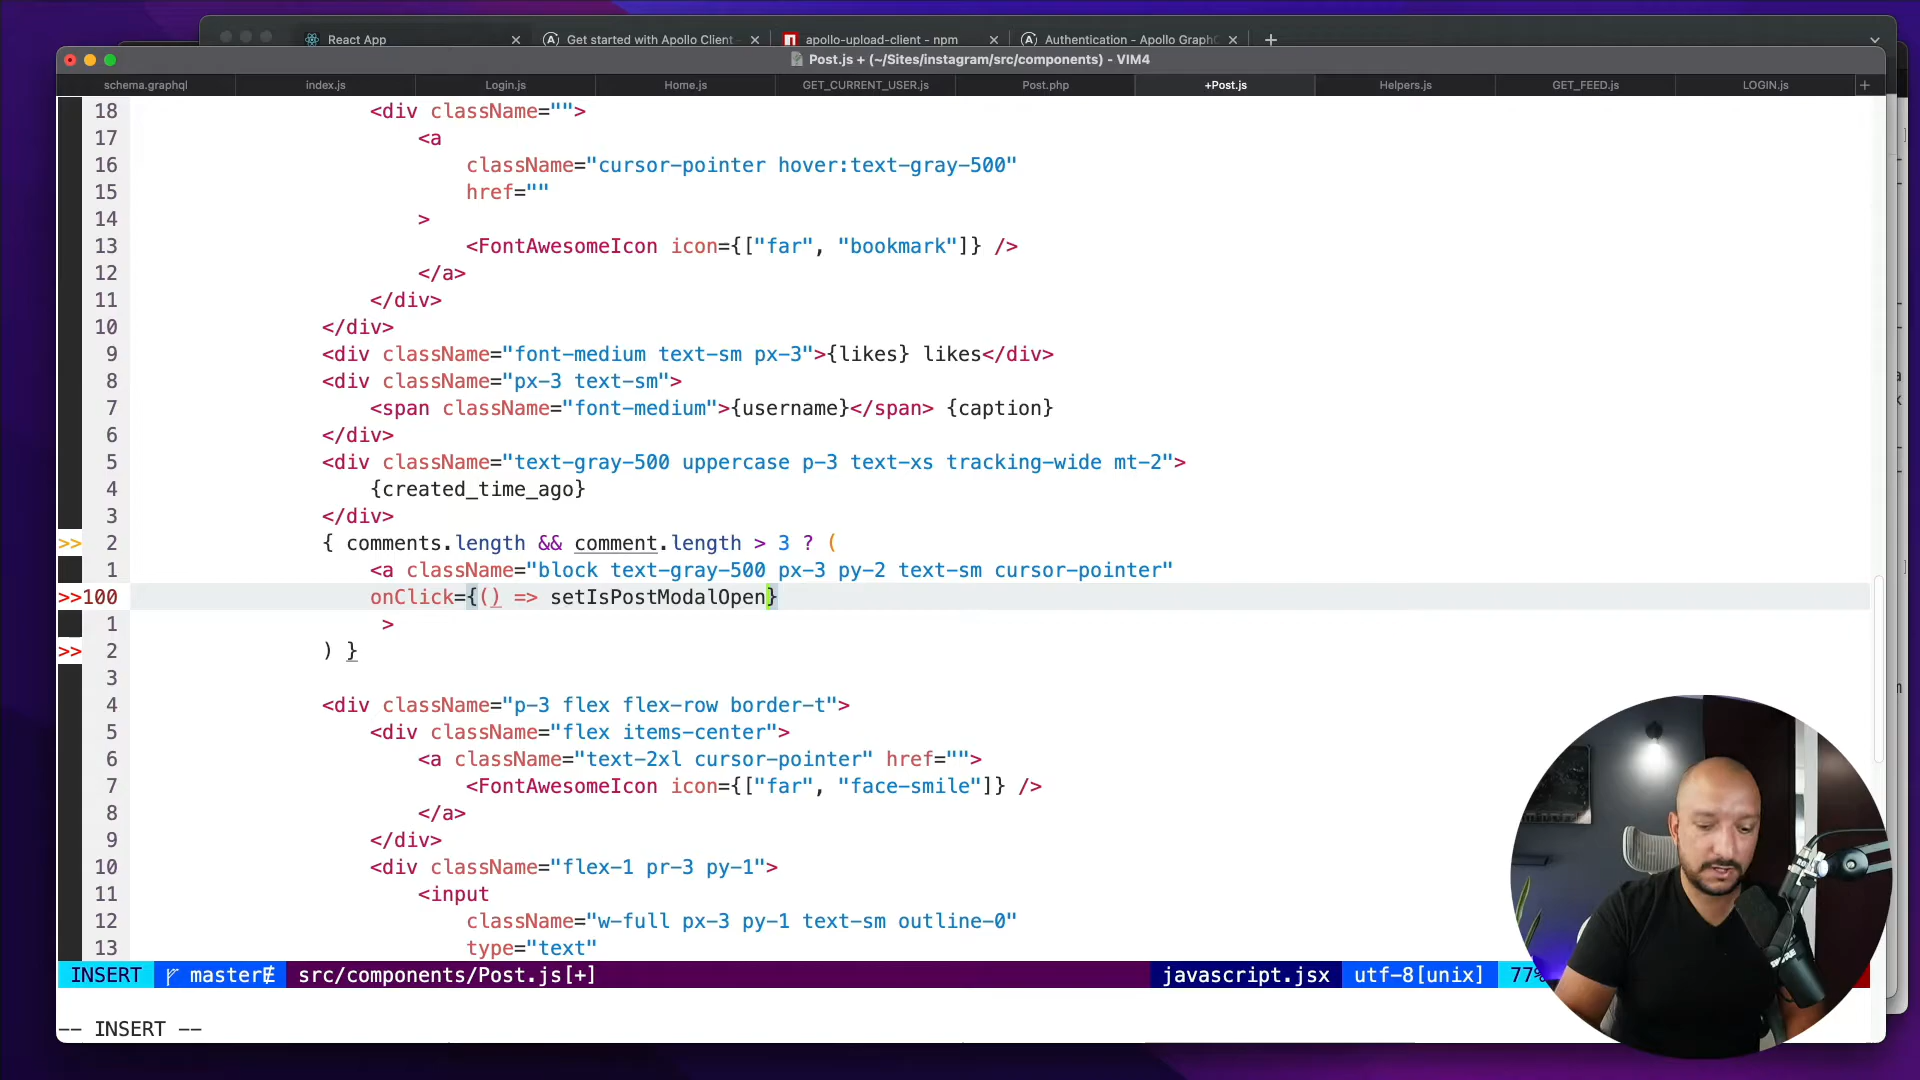 React App
Get started with Apollo Client
apollo-upload-client - npm
Authentication - Apollo Graph
Post.js + (~/Sites/instagram/src/components) - VIM4
schema.graphql
index.js
Login.js
Home.js
GET_CURRENT_USER.js
Post.php
+Post.js
Helpers.js
GET_FEED.js
LOGIN.js
18 <div className="">
17 <a
16 className="cursor-pointer hover:text-gray-500"
15 href=""
14 >
13 <FontAwesomeIcon icon={["far", "bookmark"]} />
12 </a>
11 </div>
10 </div>
9 <div className="font-medium text-sm px-3">{likes} likes</div>
8 <div className="px-3 text-sm">
7 <span className="font-medium">{username}</span> {caption}
6 </div>
5 <div className="text-gray-500 uppercase p-3 text-xs tracking-wide mt-2">
4 {created_time_ago}
3 </div>
>> 2 { comments.length && comment.length > 3 ? (
1 <a className="block text-gray-500 px-3 py-2 text-sm cursor-pointer"
>>100 onClick={() => setIsPostModalOpen}
1 >
>> 2 ) }
3
4 <div className="p-3 flex flex-row border-t">
5 <div className="flex items-center">
6 <a className="text-2xl cursor-pointer" href="">
7 <FontAwesomeIcon icon={["far", "face-smile"]} />
8 </a>
9 </div>
10 <div className="flex-1 pr-3 py-1">
11 <input
12 className="w-full px-3 py-1 text-sm outline-0"
13 type="text"
INSERT master src/components/Post.js[+] javascript.jsx utf-8[unix] 77%
-- INSERT --